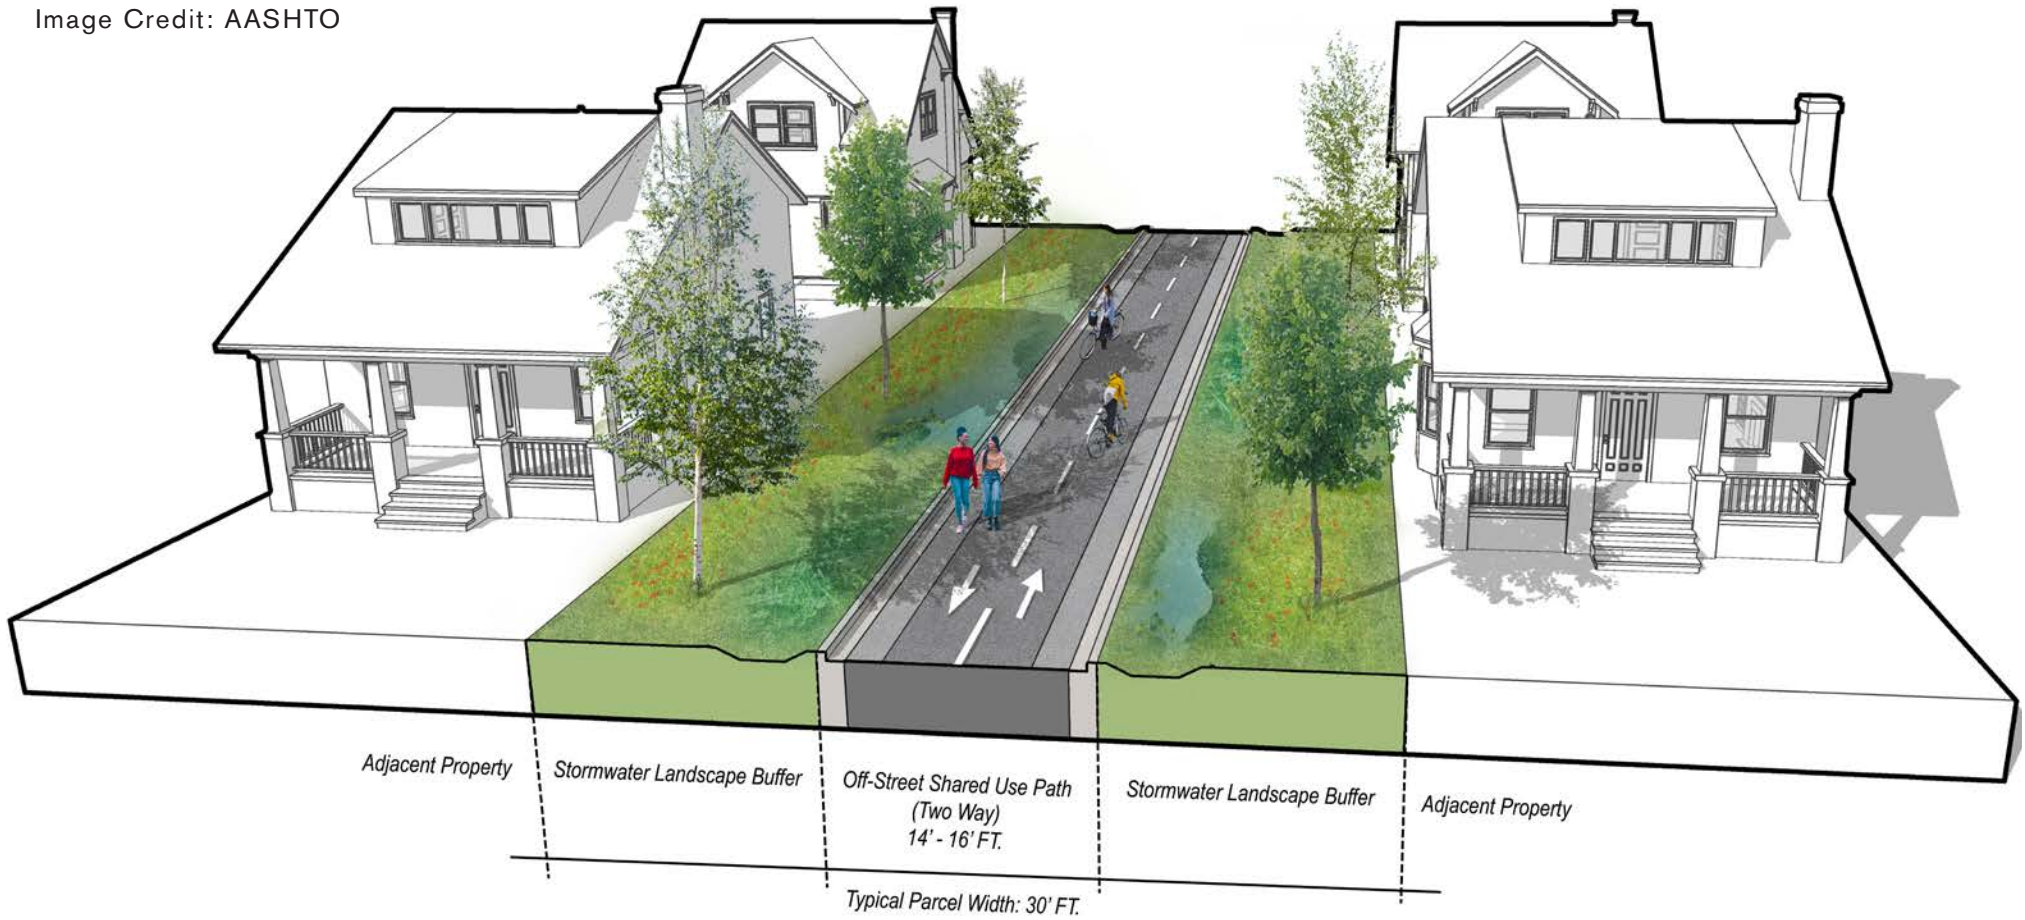 Image Credit: AASHTO
Adjacent Property
Stormwater Landscape Buffer
Off-Street Shared Use Path
(Two Way)
14' - 16' FT.
Stormwater Landscape Buffer
Adjacent Property
Typical Parcel Width: 30' FT.